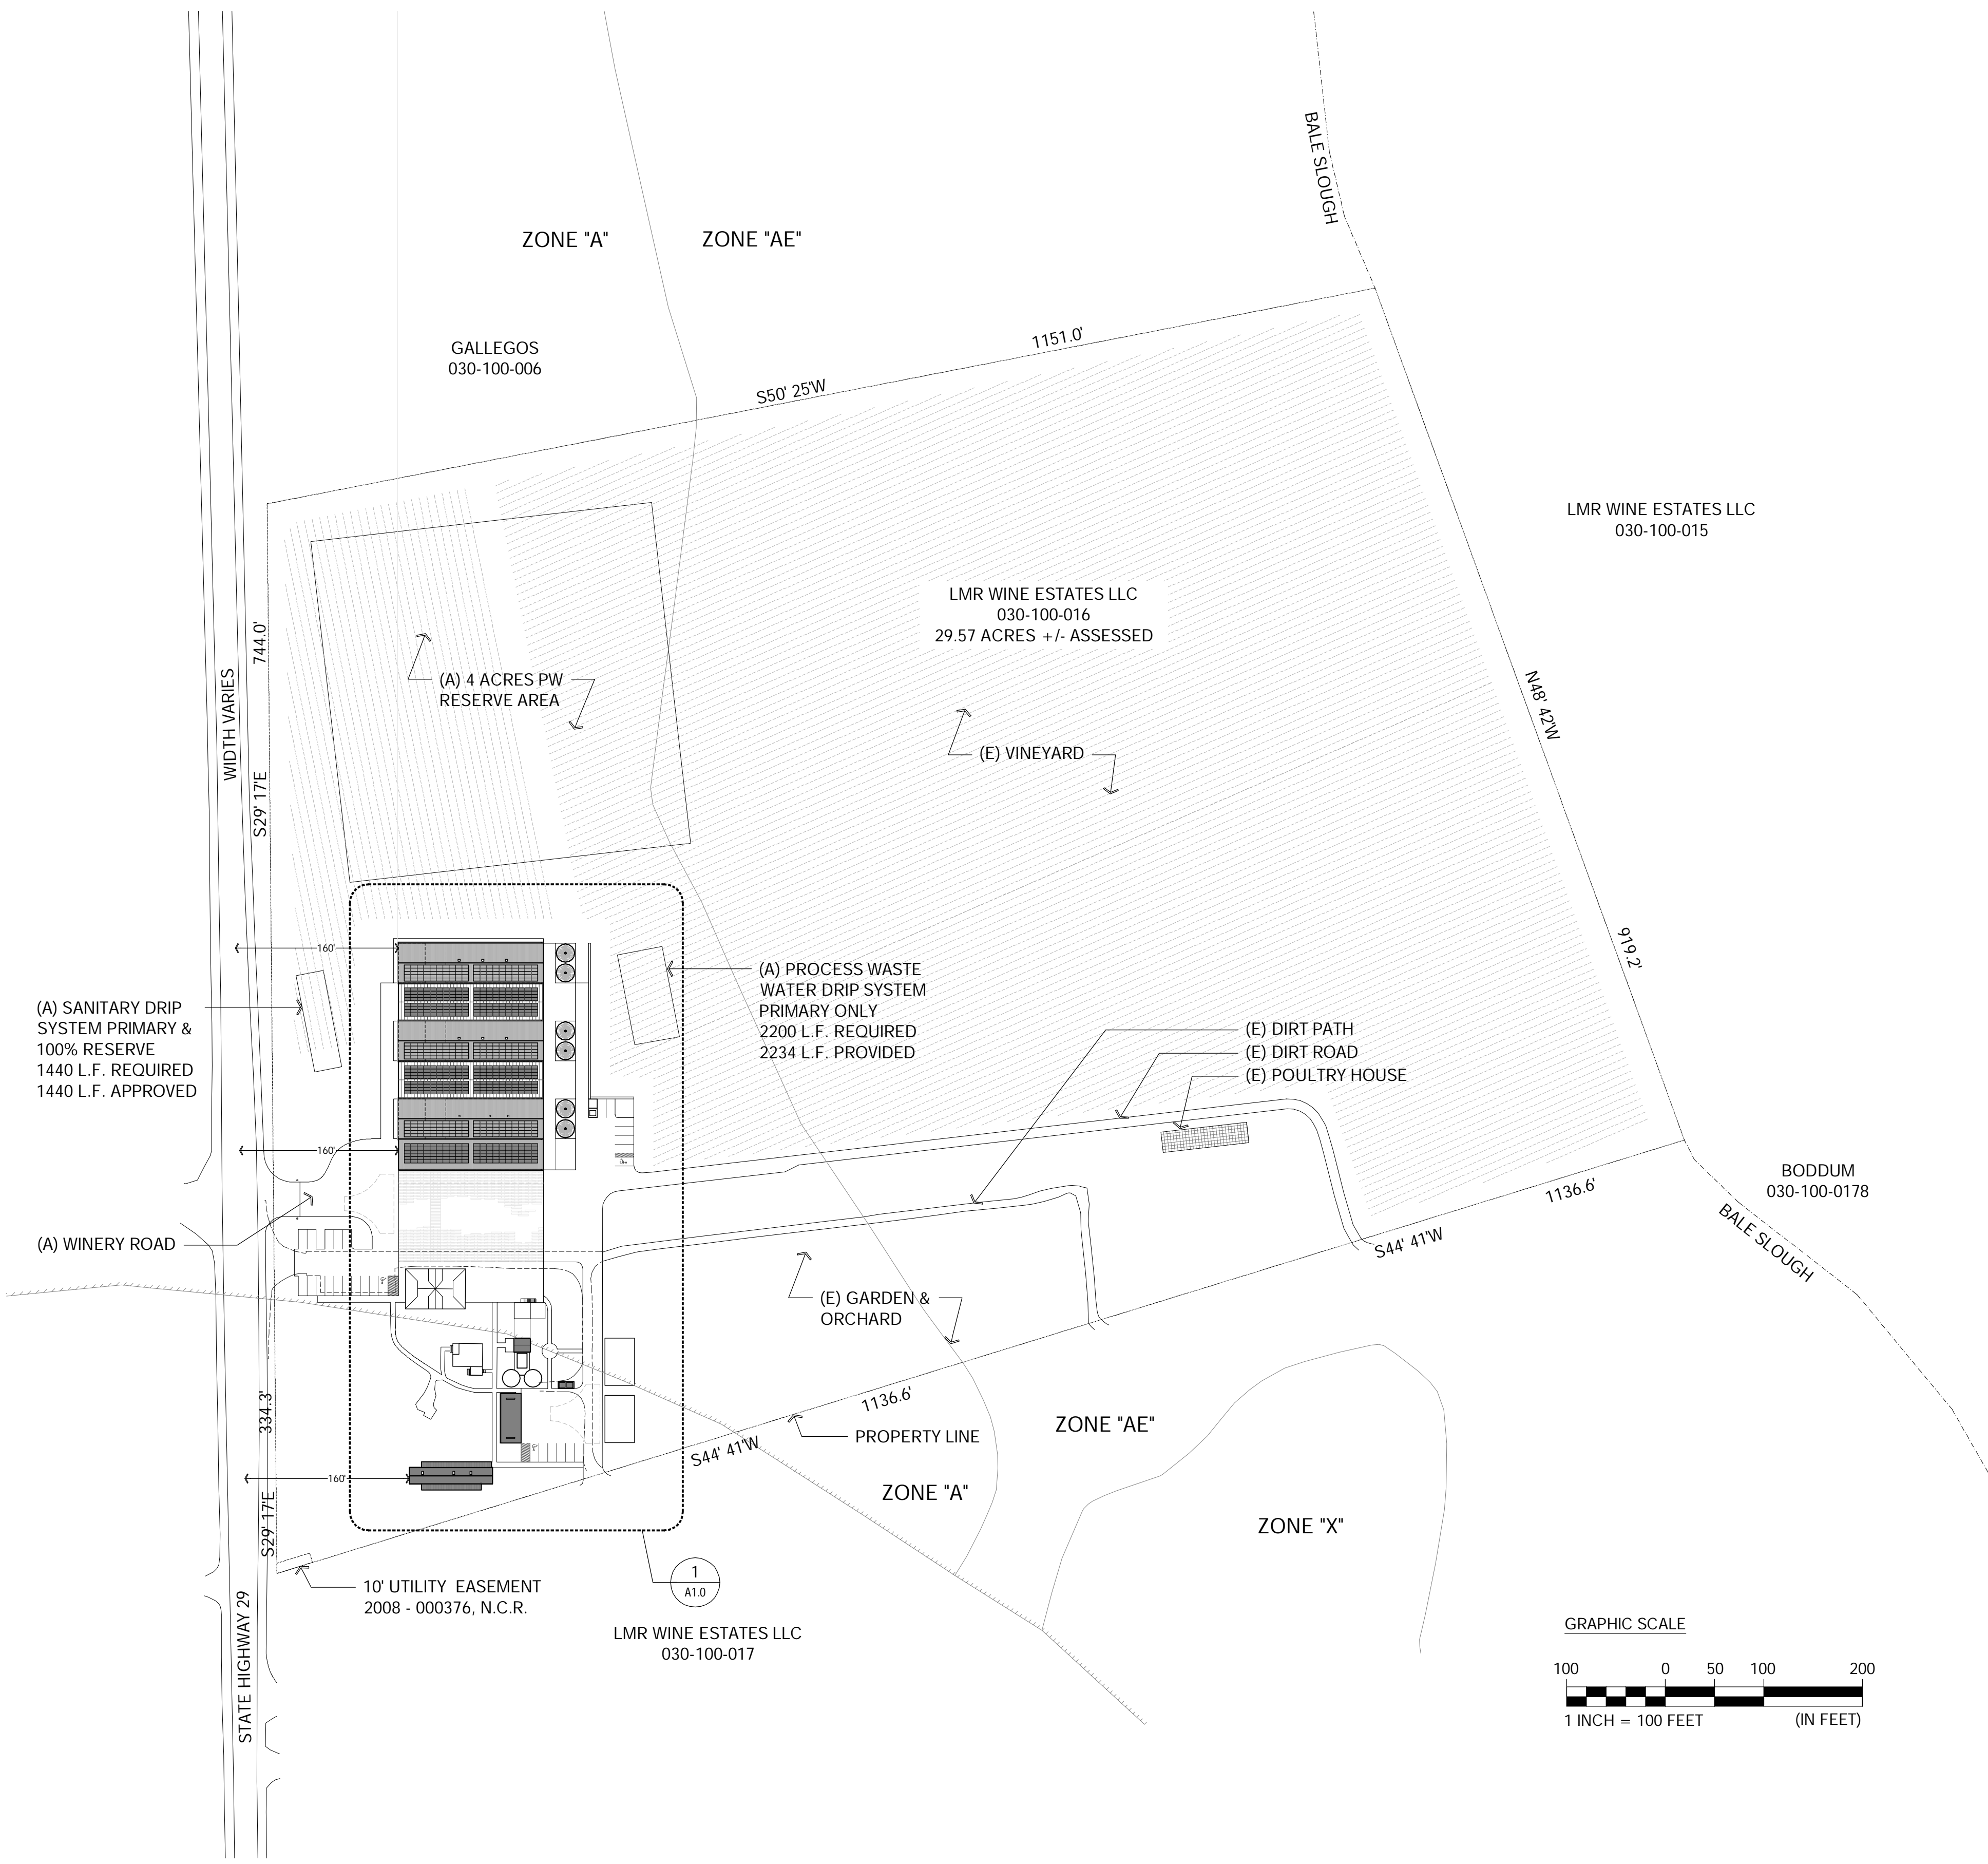 BALE SLOUGH
ZONE "A"
ZONE "AE"
GALLEGOS
030-100-006
1151.0'
S50' 25'W
LMR WINE ESTATES LLC
030-100-015
LMR WINE ESTATES LLC
030-100-016
29.57 ACRES +/- ASSESSED
744.0'
WIDTH VARIES
S29' 17'E
(A) 4 ACRES PW
RESERVE AREA
(E) VINEYARD
N48' 42'W
919.2'
160'
(A) SANITARY DRIP
SYSTEM PRIMARY &
100% RESERVE
1440 L.F. REQUIRED
1440 L.F. APPROVED
(A) PROCESS WASTE
WATER DRIP SYSTEM
PRIMARY ONLY
2200 L.F. REQUIRED
2234 L.F. PROVIDED
(E) DIRT PATH
(E) DIRT ROAD
(E) POULTRY HOUSE
160'
(A) WINERY ROAD
BODDUM
030-100-0178
1136.6'
S44' 41'W
BALE SLOUGH
(E) GARDEN &
ORCHARD
334.3'
1136.6'
S44' 41'W
PROPERTY LINE
ZONE "AE"
160'
ZONE "A"
ZONE "X"
S29' 17'E
10' UTILITY EASEMENT
2008 - 000376, N.C.R.
1
A1.0
STATE HIGHWAY 29
LMR WINE ESTATES LLC
030-100-017
GRAPHIC SCALE
100 0 50 100 200
1 INCH = 100 FEET (IN FEET)